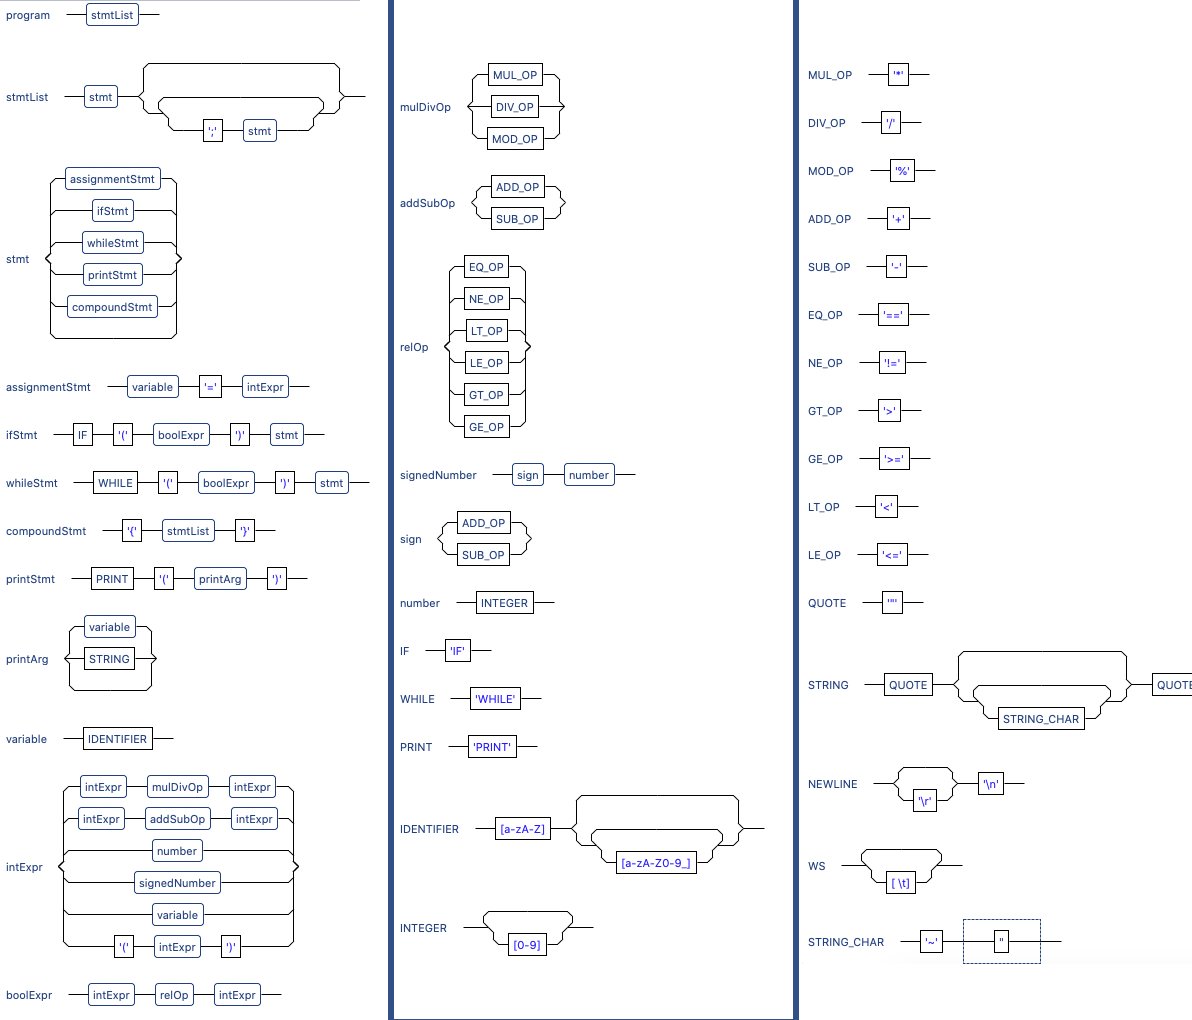 program stmtList
stmtList stmt ';' stmt
stmt
assignmentStmt
ifStmt
whileStmt
printStmt
compoundStmt
assignmentStmt variable '=' intExpr
ifStmt IF '(' boolExpr ')' stmt
whileStmt WHILE '(' boolExpr ')' stmt
compoundStmt '{' stmtList '}'
printStmt PRINT '(' printArg ')'
printArg
variable
STRING
variable IDENTIFIER
intExpr
intExpr mulDivOp intExpr
intExpr addSubOp intExpr
number
signedNumber
variable
'(' intExpr ')'
boolExpr intExpr relOp intExpr
mulDivOp
MUL_OP
DIV_OP
MOD_OP
addSubOp
ADD_OP
SUB_OP
relOp
EQ_OP
NE_OP
LT_OP
LE_OP
GT_OP
GE_OP
signedNumber sign number
sign
ADD_OP
SUB_OP
number INTEGER
IF 'IF'
WHILE 'WHILE'
PRINT 'PRINT'
IDENTIFIER [a-zA-Z] [a-zA-Z0-9_]
INTEGER [0-9]
MUL_OP '*'
DIV_OP '/'
MOD_OP '%'
ADD_OP '+'
SUB_OP '-'
EQ_OP '=='
NE_OP '!='
GT_OP '>'
GE_OP '>='
LT_OP '<'
LE_OP '<='
QUOTE '"'
STRING QUOTE STRING_CHAR QUOTE
NEWLINE '\r' '\n'
WS [ \t]
STRING_CHAR '~' "